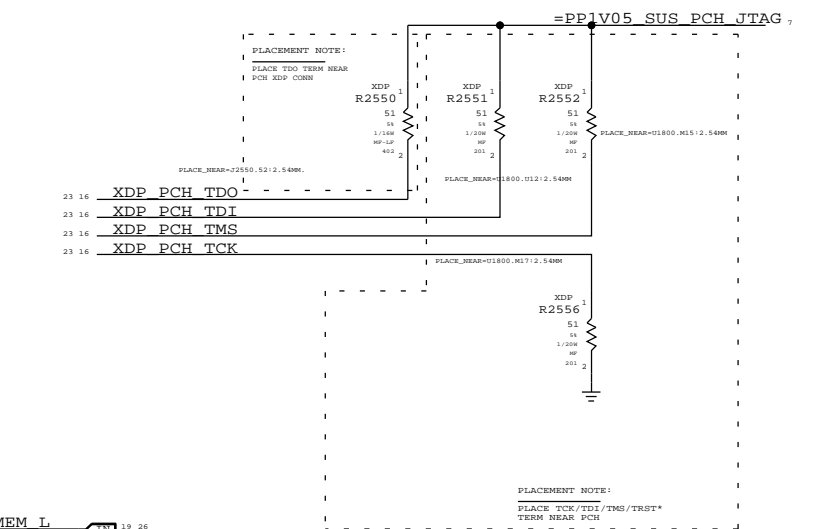 =PP1V05_SUS_PCH_JTAG 7
PLACEMENT NOTE:
PLACE TDO TERM NEAR
PCH XDP CONN
XDP 1
R2550
51
5%
1/16W
MF-LF
402 2
XDP 1
R2551
51
5%
1/20W
MF
201 2
XDP 1
R2552
51
5%
1/20W
MF
201 2
PLACE_NEAR=U1800.M15:2.54MM
PLACE_NEAR=J2550.52:2.54MM.
PLACE_NEAR=U1800.U12:2.54MM
23 16 XDP_PCH_TDO
23 16 XDP_PCH_TDI
23 16 XDP_PCH_TMS
23 16 XDP_PCH_TCK
PLACE_NEAR=U1800.M17:2.54MM
XDP 1
R2556
51
5%
1/20W
MF
201 2
PLACEMENT NOTE:
PLACE TCK/TDI/TMS/TRST*
TERM NEAR PCH
MEM_L IN 19 26